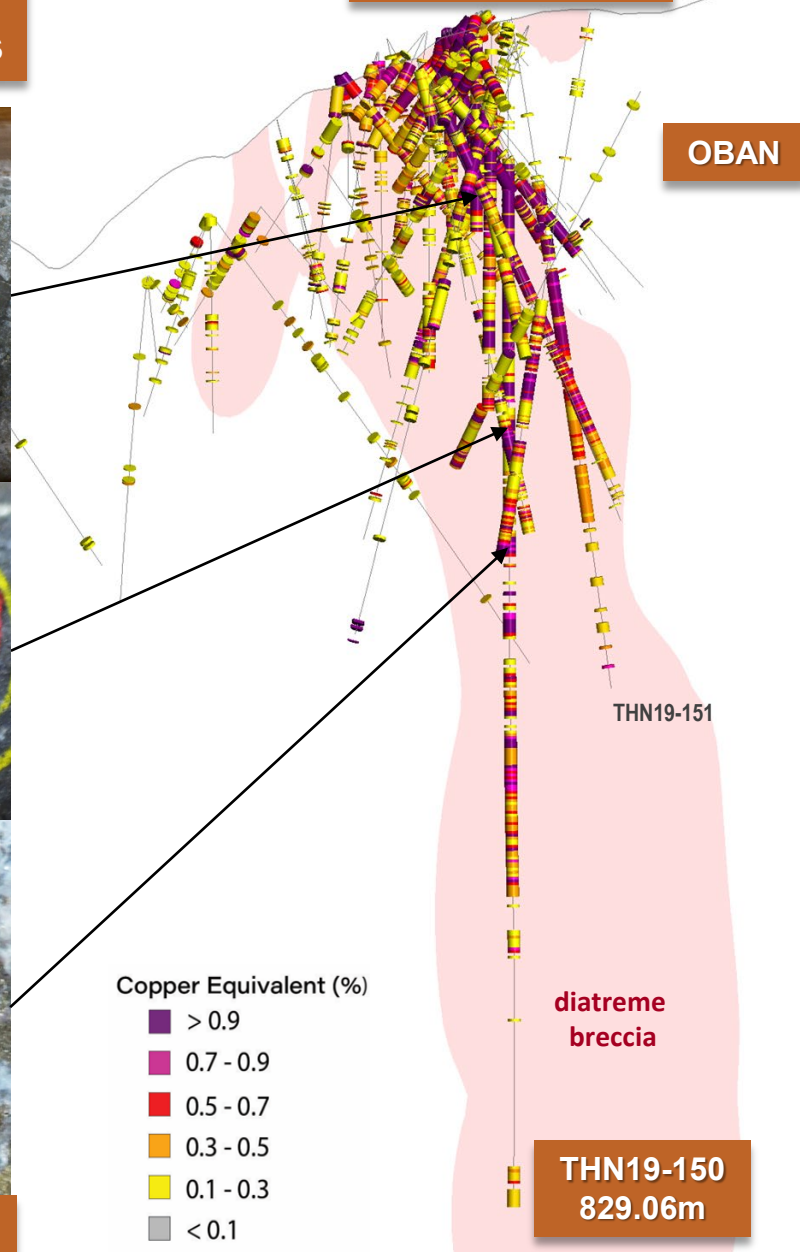 OBAN
THN19-151
Copper Equivalent (%)
> 0.9
0.7 - 0.9
0.5 - 0.7
0.3 - 0.5
0.1 - 0.3
< 0.1
diatreme
breccia
THN19-150
829.06m